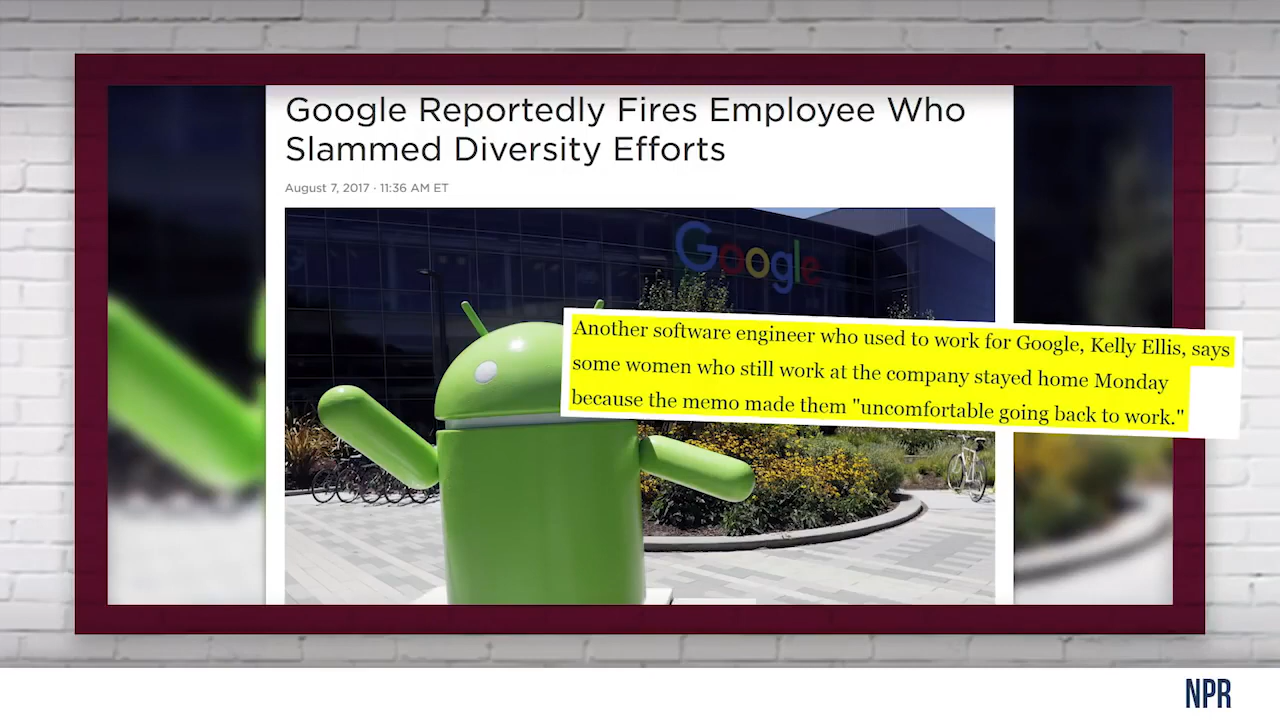 Google Reportedly Fires Employee Who
Slammed Diversity Efforts
August 7, 2017 · 11:36 AM ET
Google
Another software engineer who used to work for Google, Kelly Ellis, says
some women who still work at the company stayed home Monday
because the memo made them "uncomfortable going back to work."
NPR